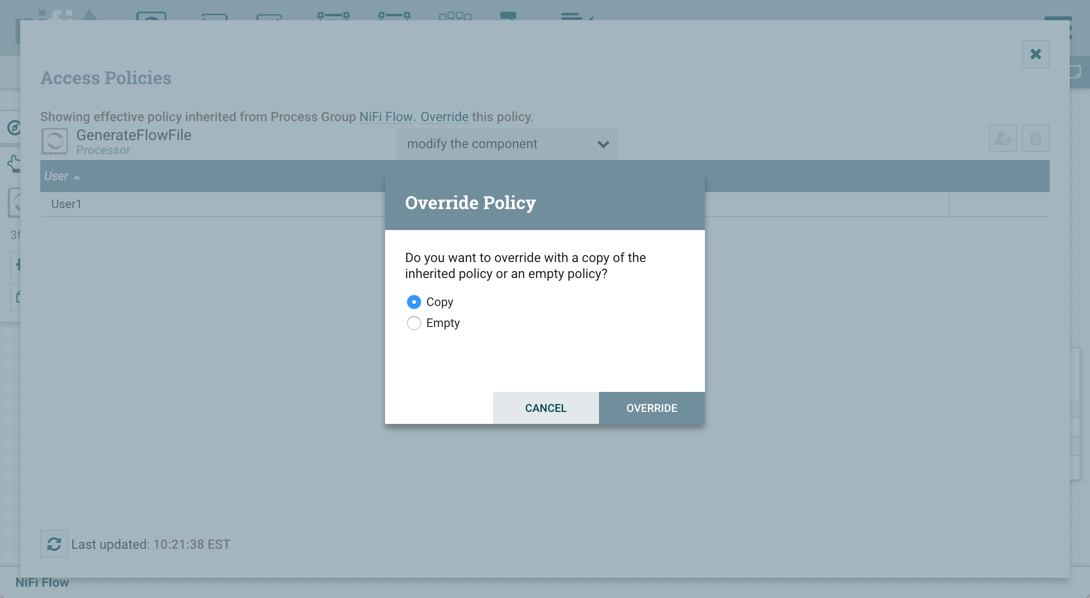 Access Policies
Showing effective policy inherited from Process Group NiFi Flow. Override this policy.
GenerateFlowFile
Processor
modify the component
User
User1
Override Policy
Do you want to override with a copy of the
inherited policy or an empty policy?
Copy
Empty
CANCEL
OVERRIDE
Last updated: 10:21:38 EST
NiFi Flow